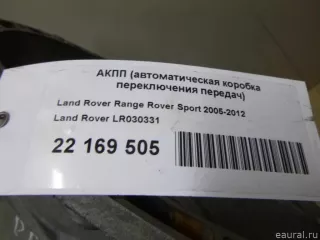 АКПП (автоматическая коробка
переключения передач)
Land Rover Range Rover Sport 2005-2012
Land Rover LR030331
22 169 505
eaural.ru